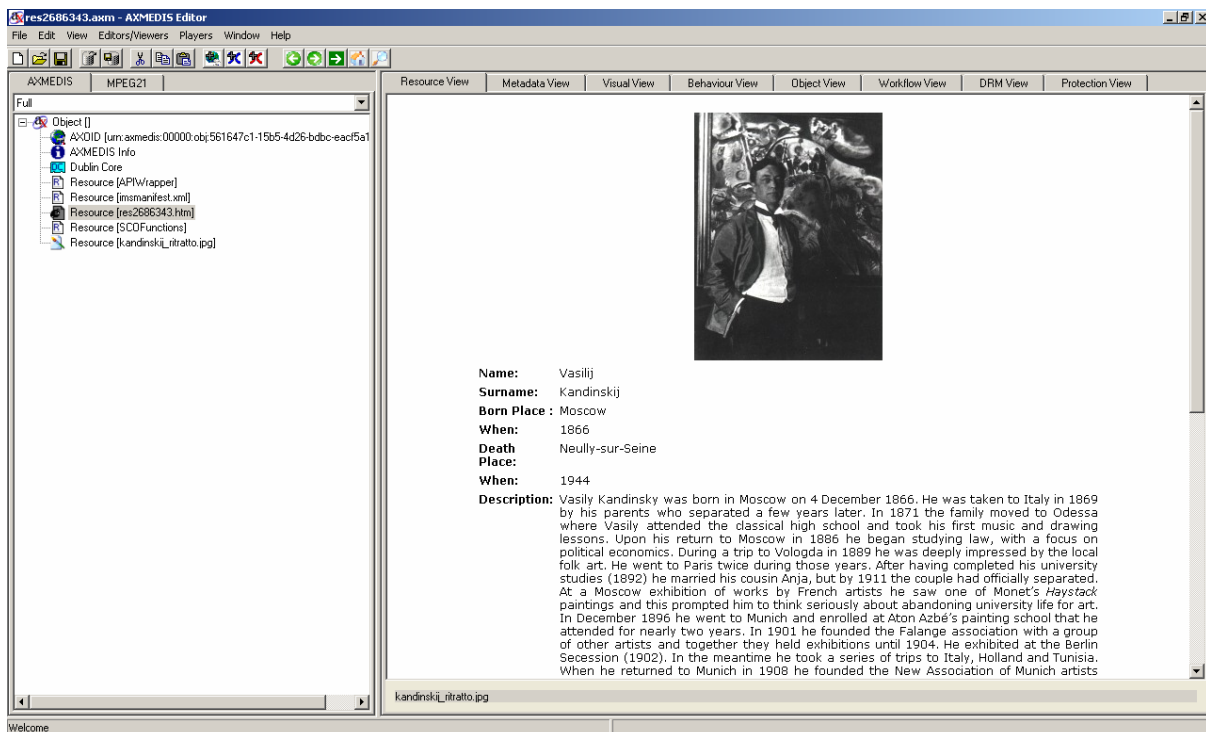 res2686343.axm - AXMEDIS Editor
File Edit View Editors/Viewers Players Window Help
AXMEDIS MPEG21
Resource View Metadata View Visual View Behaviour View Object View Workflow View DRM View Protection View
Full
Object []
AXOID [urn:axmedis:00000:obj:561647c1-15b5-4d26-bdbc-eacf5a1
AXMEDIS Info
Dublin Core
Resource [APIWrapper]
Resource [imsmanifest.xml]
Resource [res2686343.htm]
Resource [SCOFunctions]
Resource [kandinskij_ritratto.jpg]
Name: Vasilij
Surname: Kandinskij
Born Place : Moscow
When: 1866
Death Place: Neully-sur-Seine
When: 1944
Description: Vasily Kandinsky was born in Moscow on 4 December 1866. He was taken to Italy in 1869
by his parents who separated a few years later. In 1871 the family moved to Odessa
where Vasily attended the classical high school and took his first music and drawing
lessons. Upon his return to Moscow in 1886 he began studying law, with a focus on
political economics. During a trip to Vologda in 1889 he was deeply impressed by the local
folk art. He went to Paris twice during those years. After having completed his university
studies (1892) he married his cousin Anja, but by 1911 the couple had officially separated.
At a Moscow exhibition of works by French artists he saw one of Monet's Haystack
paintings and this prompted him to think seriously about abandoning university life for art.
In December 1896 he went to Munich and enrolled at Aton Azbé's painting school that he
attended for nearly two years. In 1901 he founded the Falange association with a group
of other artists and together they held exhibitions until 1904. He exhibited at the Berlin
Secession (1902). In the meantime he took a series of trips to Italy, Holland and Tunisia.
When he returned to Munich in 1908 he founded the New Association of Munich artists
kandinskij_ritratto.jpg
Welcome